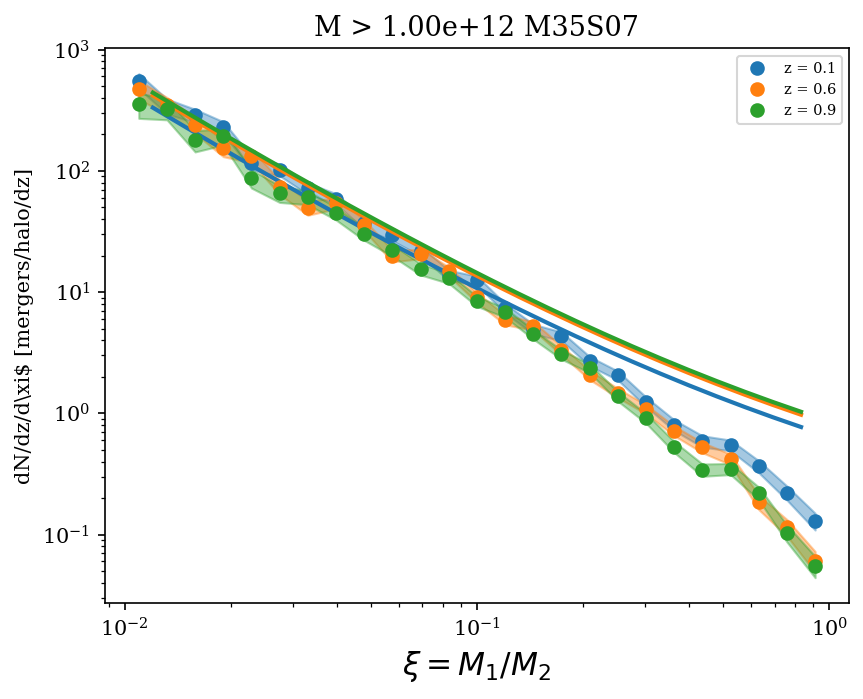 M > 1.00e+12 M35S07
z = 0.1
z = 0.6
z = 0.9
dN/dz/d\xi$ [mergers/halo/dz]
10³
10²
10¹
10⁰
10⁻¹
10⁻² 10⁻¹ 10⁰
ξ = M₁/M₂